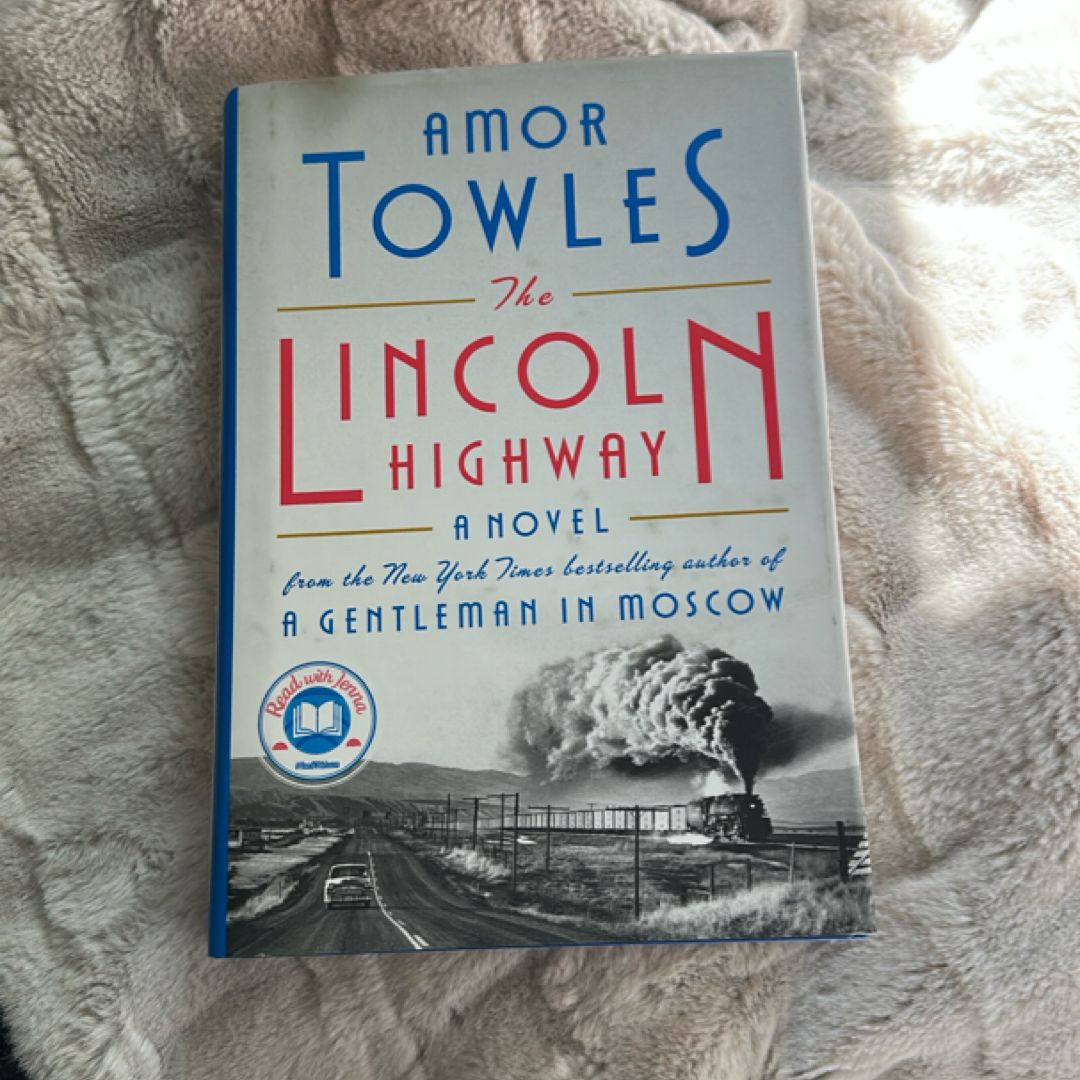 AMOR
TOWLES
The
LINCOLN
HIGHWAY
A NOVEL
from the New York Times bestselling author of
A GENTLEMAN IN MOSCOW
Read with Jenna
#ReadWithJenna